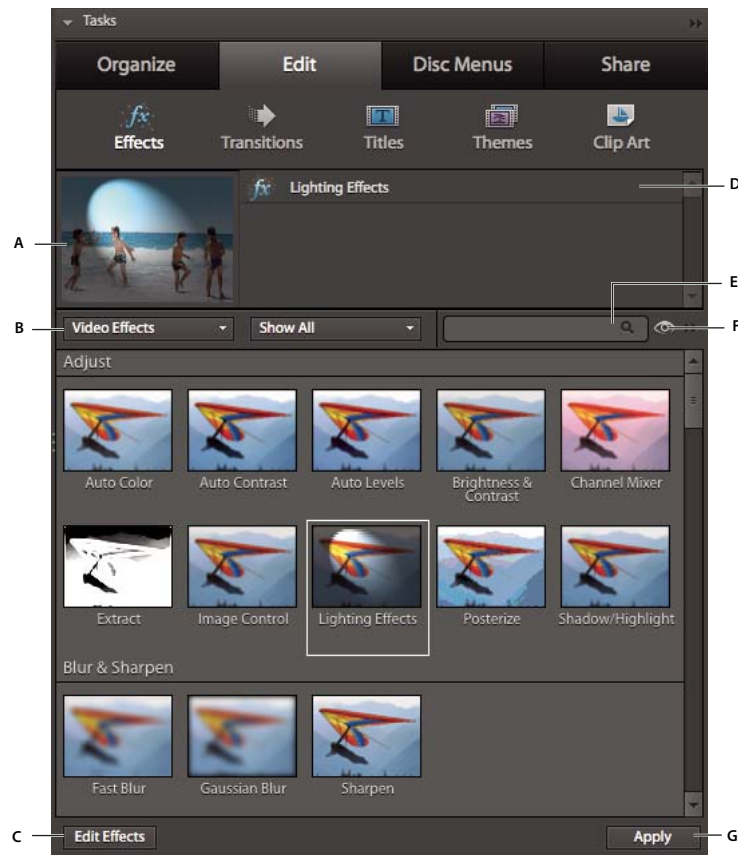 Tasks
Organize Edit Disc Menus Share
fx
Effects Transitions Titles Themes Clip Art
T
fx Lighting Effects
D
A
E
B Video Effects Show All F
Adjust
Auto Color Auto Contrast Auto Levels Brightness & Contrast Channel Mixer
Extract Image Control Lighting Effects Posterize Shadow/Highlight
Blur & Sharpen
Fast Blur Gaussian Blur Sharpen
C Edit Effects Apply G